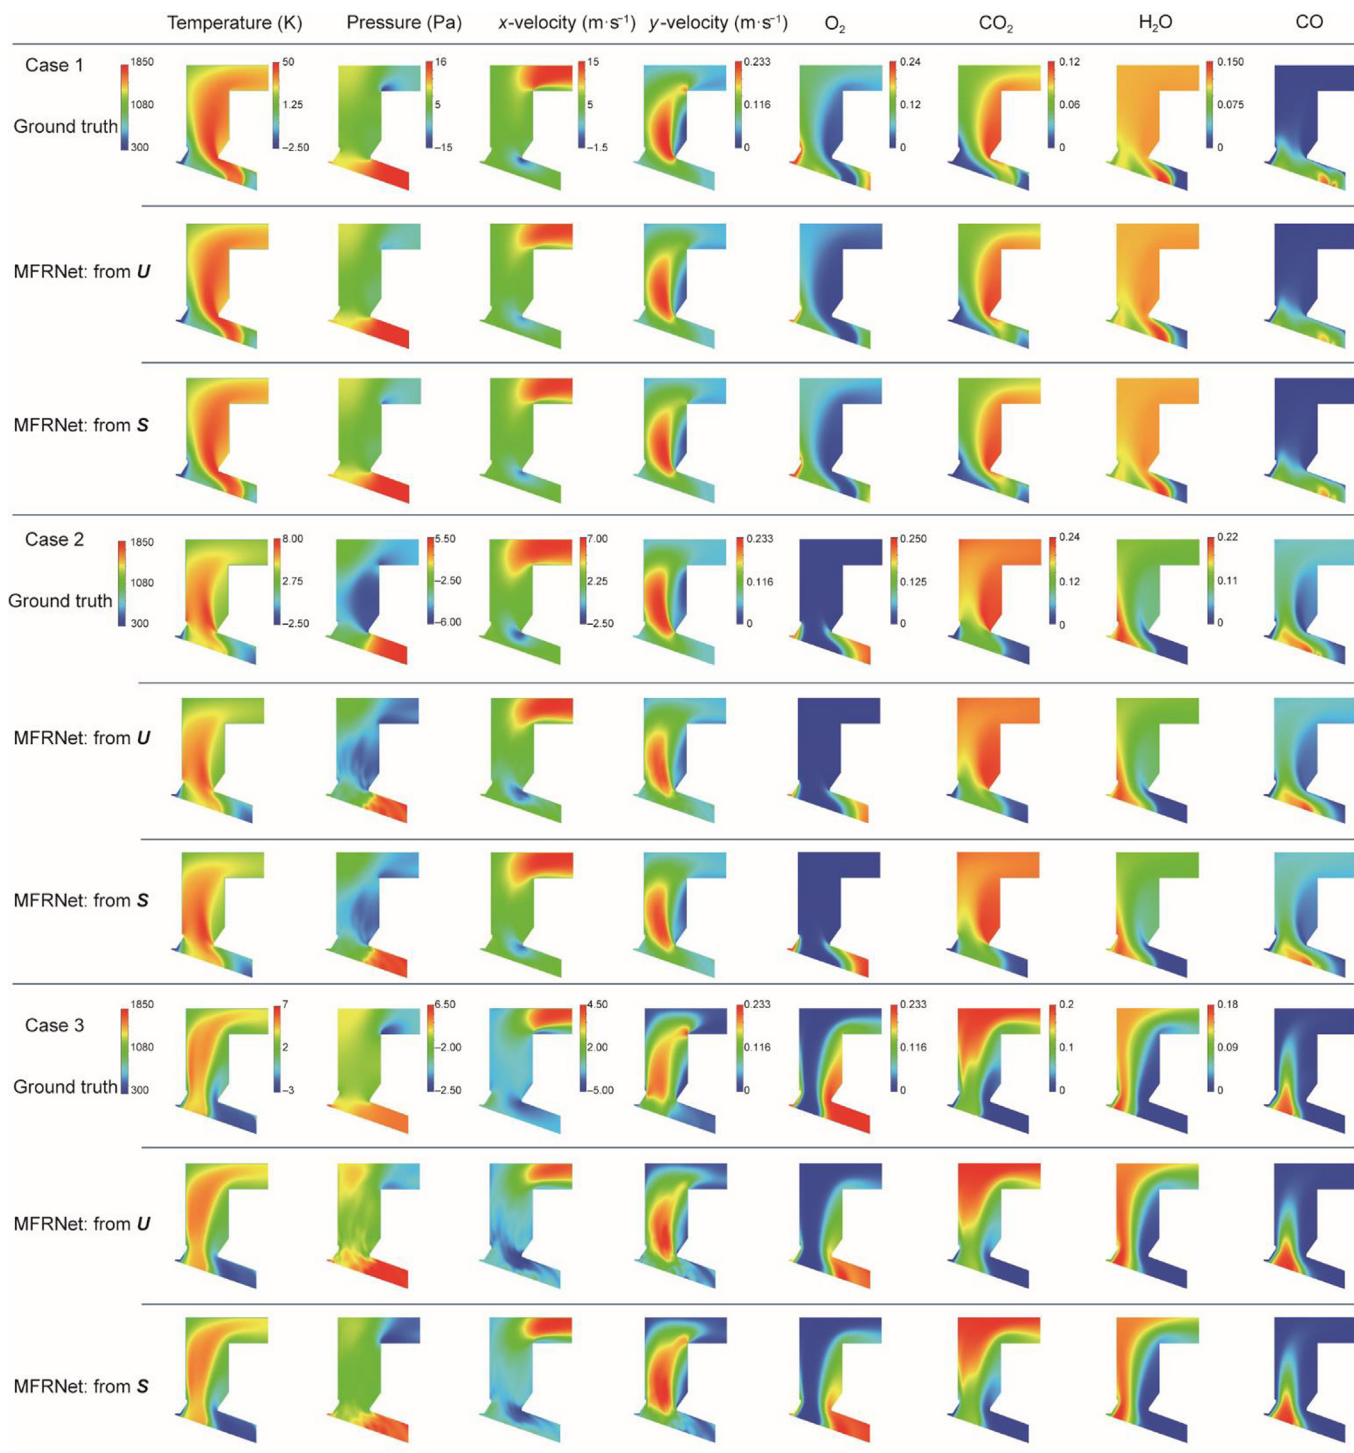 Temperature (K) Pressure (Pa) x-velocity (m·s⁻¹) y-velocity (m·s⁻¹) O₂ CO₂ H₂O CO
Case 1
1850 50 16 15 0.233 0.24 0.12 0.150
1080 1.25 5 5 0.116 0.12 0.06 0.075
Ground truth
300 −2.50 −15 −1.5 0 0 0 0
MFRNet: from U
MFRNet: from S
Case 2
1850 8.00 5.50 7.00 0.233 0.250 0.24 0.22
1080 2.75 −2.50 2.25 0.116 0.125 0.12 0.11
Ground truth
300 −2.50 −6.00 −2.50 0 0 0 0
MFRNet: from U
MFRNet: from S
Case 3
1850 7 6.50 4.50 0.233 0.233 0.2 0.18
1080 2 −2.00 2.00 0.116 0.116 0.1 0.09
Ground truth
300 −3 −2.50 −5.00 0 0 0 0
MFRNet: from U
MFRNet: from S